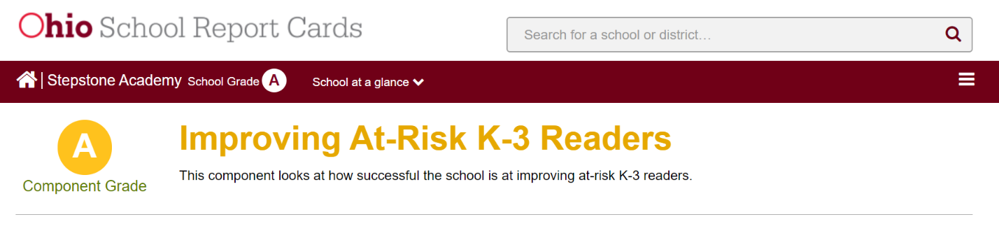 Ohio School Report Cards
Search for a school or district...
Stepstone Academy School Grade A School at a glance
A
Improving At-Risk K-3 Readers
This component looks at how successful the school is at improving at-risk K-3 readers.
Component Grade